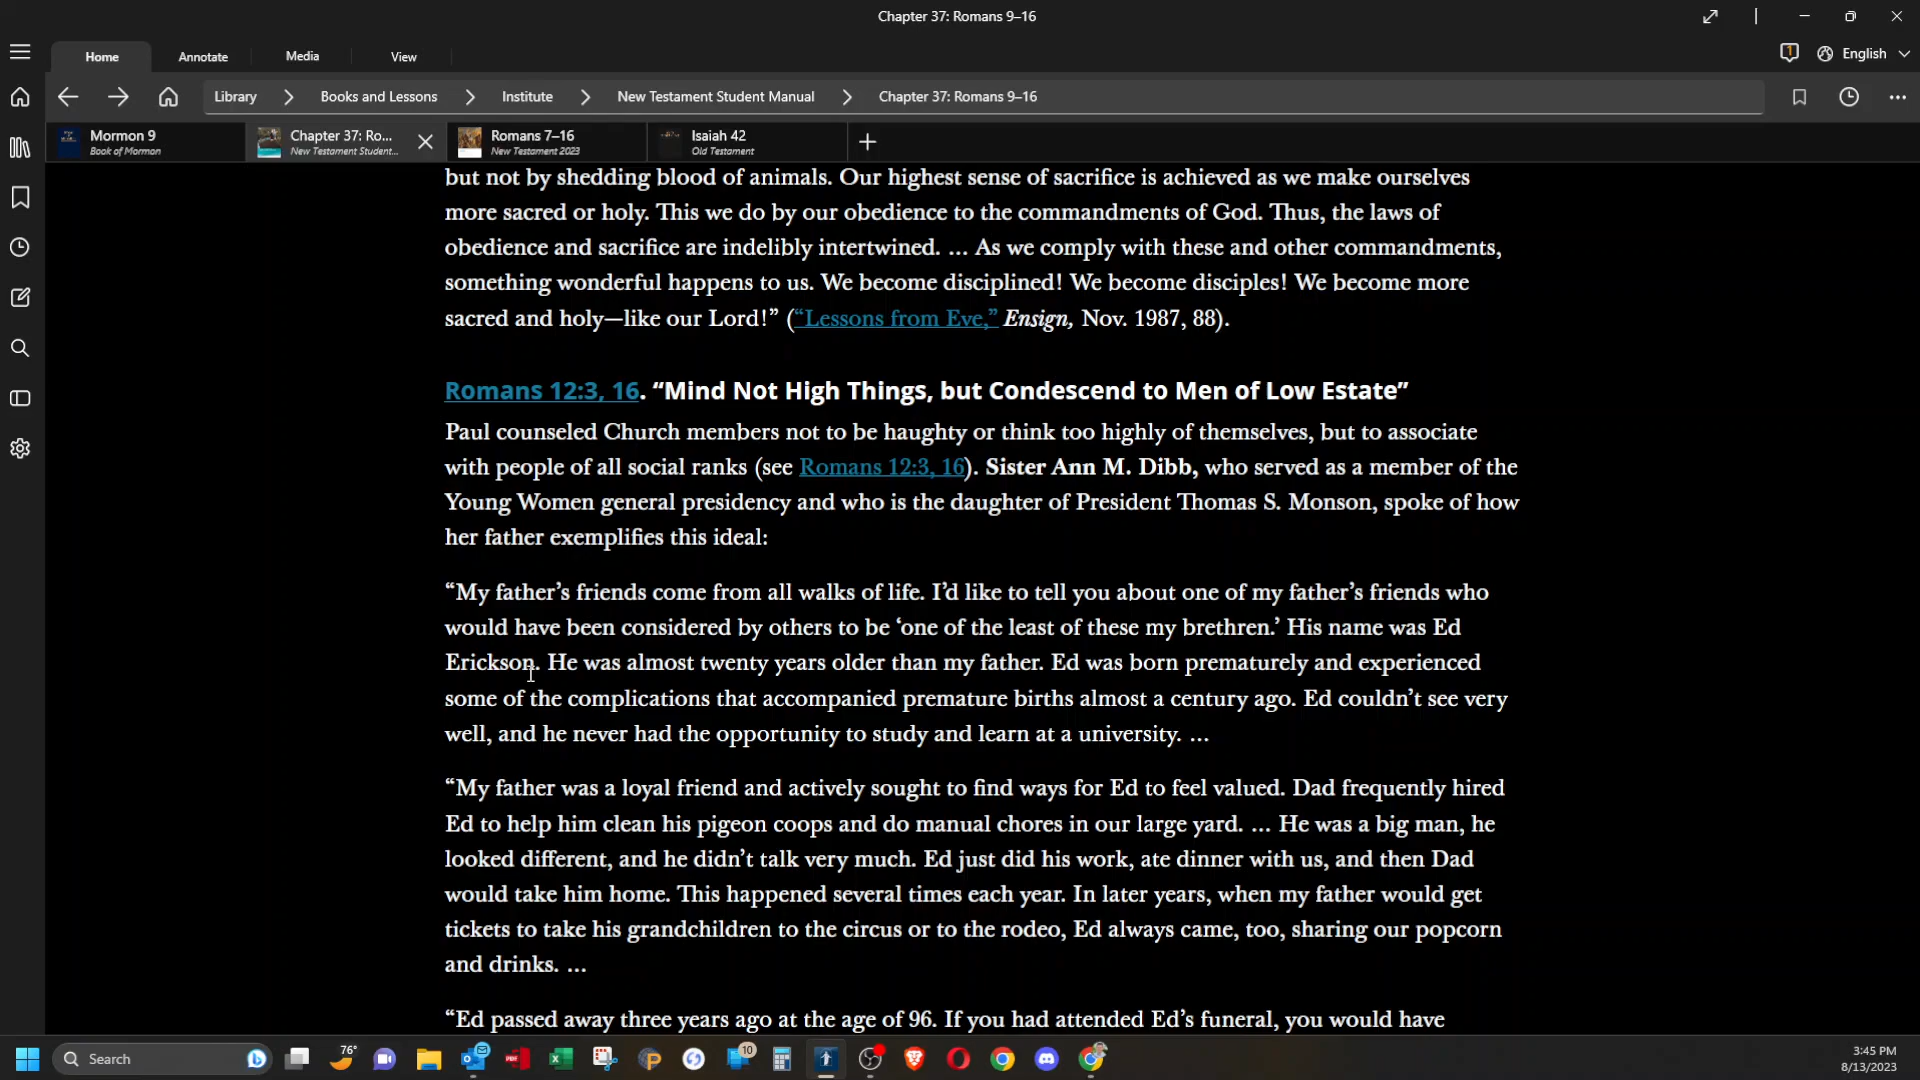 Chapter 37: Romans 9–16
Home Annotate Media View
1 English
Library Books and Lessons Institute New Testament Student Manual Chapter 37: Romans 9–16
Mormon 9 Chapter 37: Ro... Romans 7–16 Isaiah 42
Book of Mormon New Testament Student... New Testament 2023 Old Testament
but not by shedding blood of animals. Our highest sense of sacrifice is achieved as we make ourselves
more sacred or holy. This we do by our obedience to the commandments of God. Thus, the laws of
obedience and sacrifice are indelibly intertwined. … As we comply with these and other commandments,
something wonderful happens to us. We become disciplined! We become disciples! We become more
sacred and holy—like our Lord!” (“Lessons from Eve,” Ensign, Nov. 1987, 88).
Romans 12:3, 16. “Mind Not High Things, but Condescend to Men of Low Estate”
Paul counseled Church members not to be haughty or think too highly of themselves, but to associate
with people of all social ranks (see Romans 12:3, 16). Sister Ann M. Dibb, who served as a member of the
Young Women general presidency and who is the daughter of President Thomas S. Monson, spoke of how
her father exemplifies this ideal:
“My father’s friends come from all walks of life. I’d like to tell you about one of my father’s friends who
would have been considered by others to be ‘one of the least of these my brethren.’ His name was Ed
Erickson. He was almost twenty years older than my father. Ed was born prematurely and experienced
some of the complications that accompanied premature births almost a century ago. Ed couldn’t see very
well, and he never had the opportunity to study and learn at a university. …
“My father was a loyal friend and actively sought to find ways for Ed to feel valued. Dad frequently hired
Ed to help him clean his pigeon coops and do manual chores in our large yard. … He was a big man, he
looked different, and he didn’t talk very much. Ed just did his work, ate dinner with us, and then Dad
would take him home. This happened several times each year. In later years, when my father would get
tickets to take his grandchildren to the circus or to the rodeo, Ed always came, too, sharing our popcorn
and drinks. …
“Ed passed away three years ago at the age of 96. If you had attended Ed’s funeral, you would have
Search 76° PDF 10 3:45 PM
8/13/2023